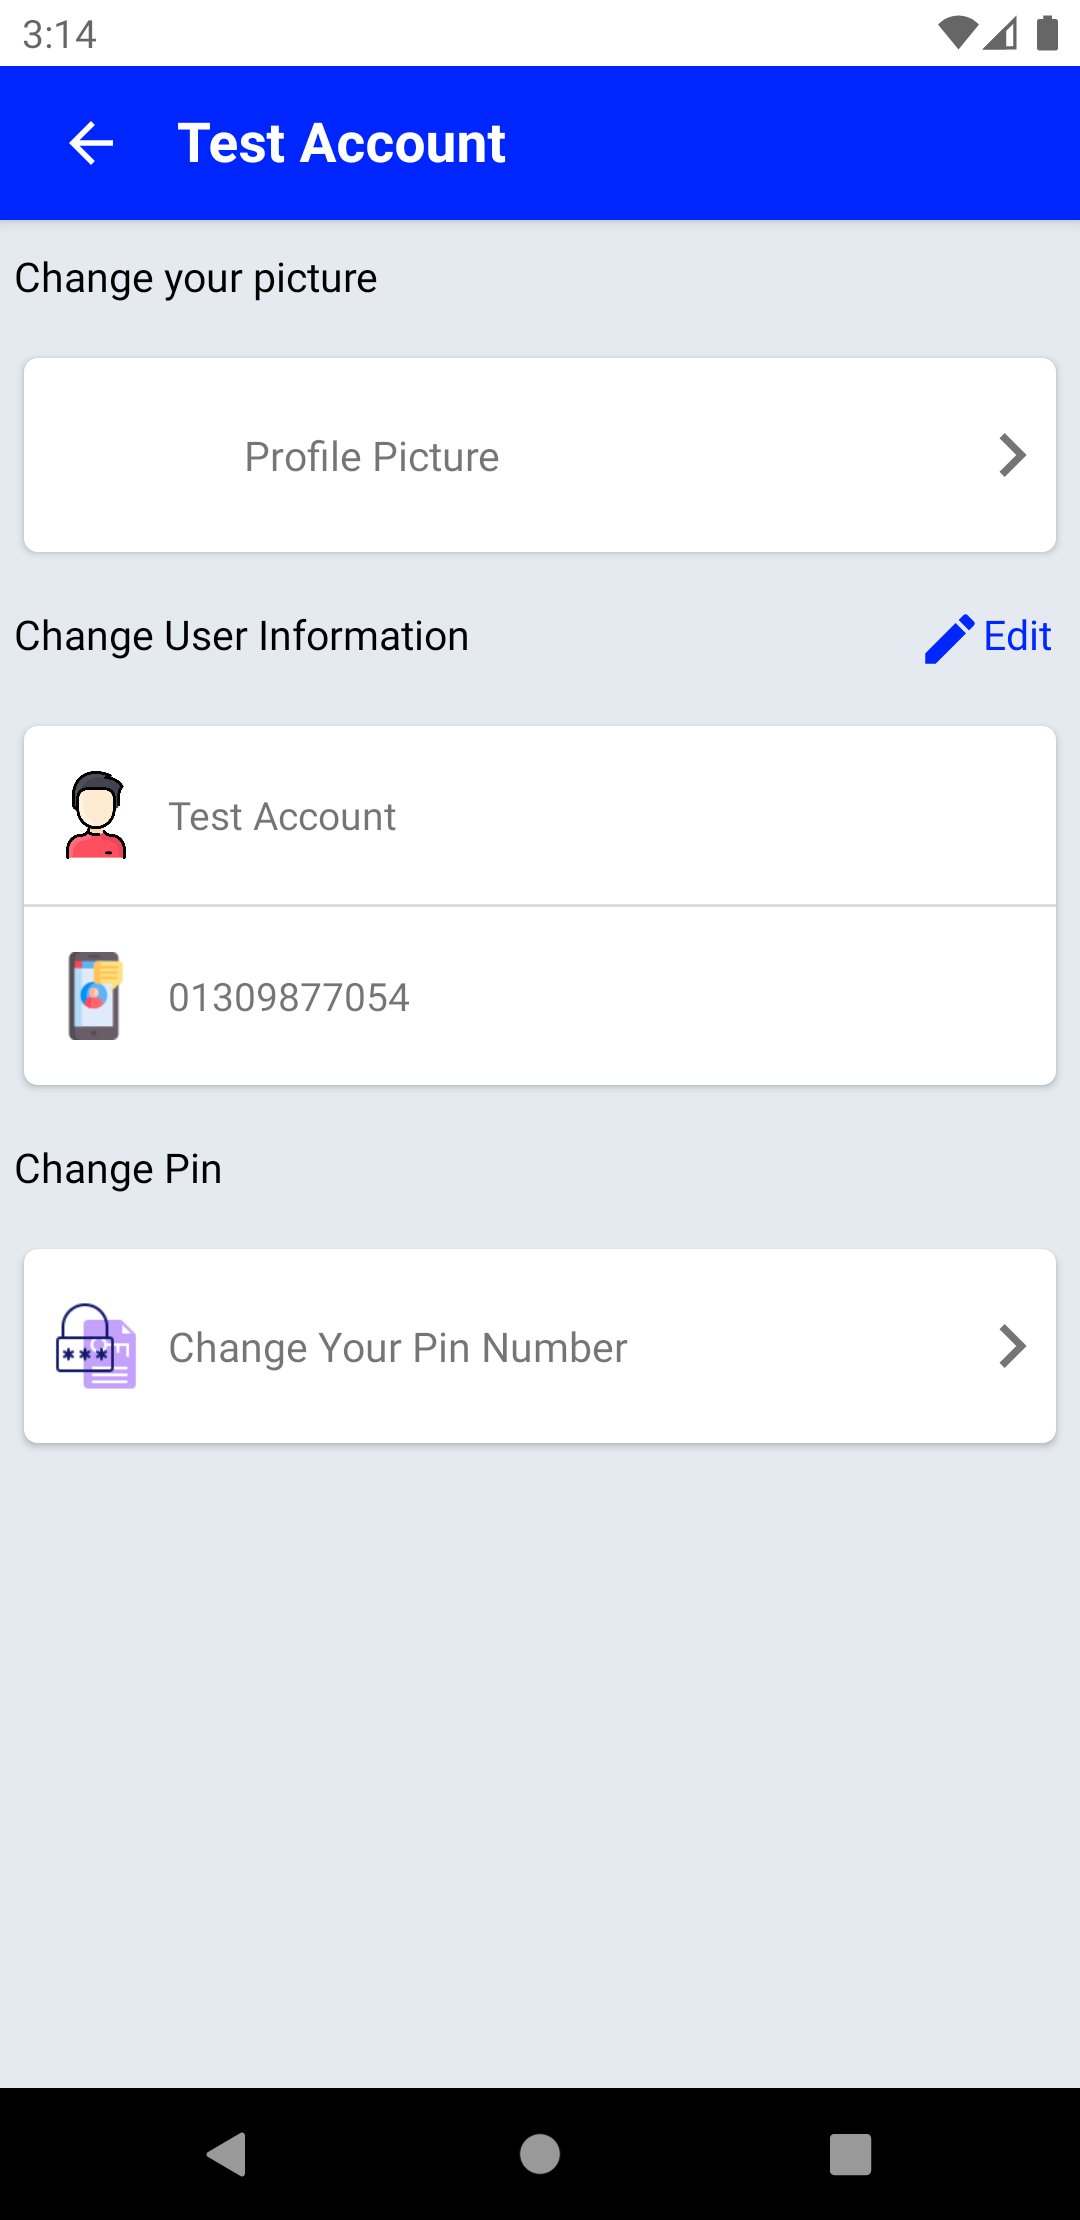 3:14
Test Account
Change your picture
Profile Picture
Change User Information
Edit
Test Account
01309877054
Change Pin
Change Your Pin Number